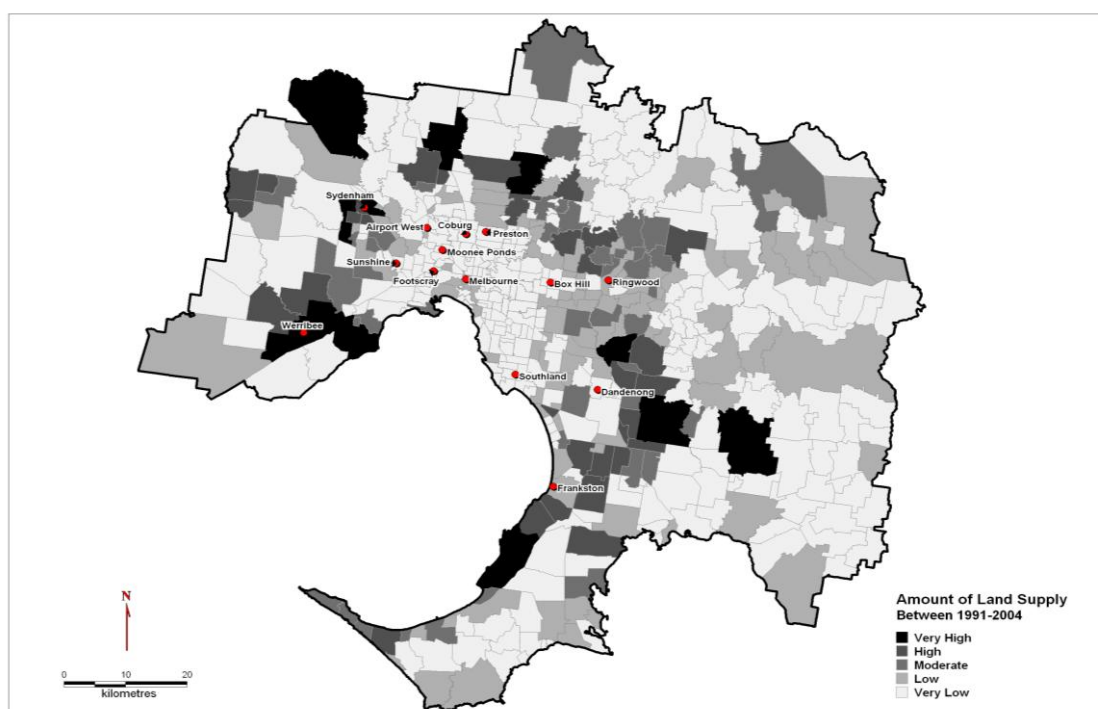 Sydenham
Airport West
Coburg
Preston
Moonee Ponds
Sunshine
Footscray
Melbourne
Box Hill
Ringwood
Werribee
Southland
Dandenong
Frankston
N
0 10 20
kilometres
Amount of Land Supply
Between 1991-2004
Very High
High
Moderate
Low
Very Low